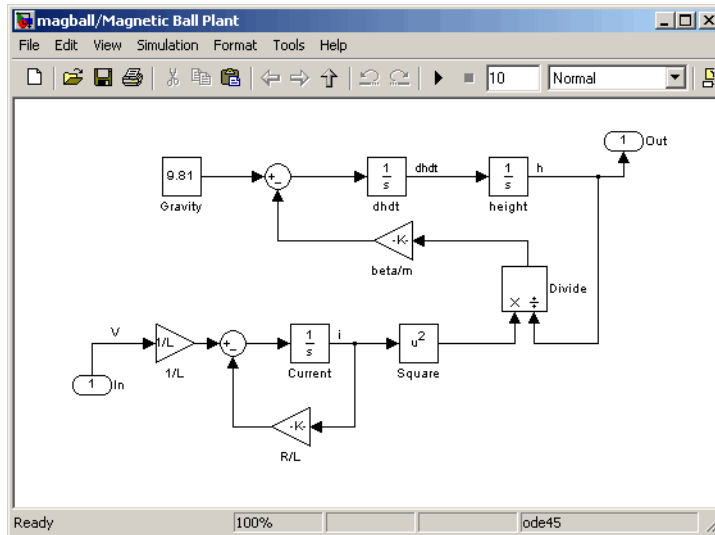 magball/Magnetic Ball Plant
File Edit View Simulation Format Tools Help
10 Normal
1 Out
9.81
Gravity
+
-
1
s
dhdt
dhdt
1
s
height
h
-K-
beta/m
× ÷
Divide
V
1 In
1/L
1/L
+
-
1
s
Current
i
u2
Square
-K-
R/L
Ready 100% ode45